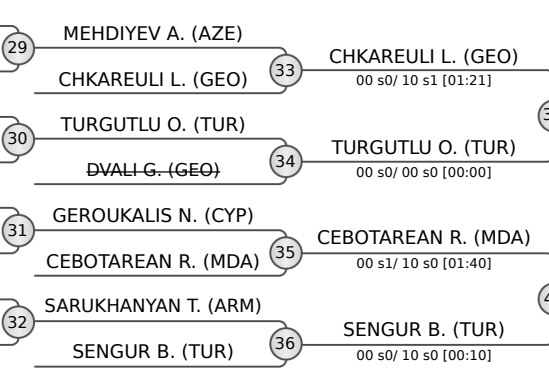 MEHDIYEV A. (AZE)
29
CHKAREULI L. (GEO)
33
CHKAREULI L. (GEO)
00 s0/ 10 s1 [01:21]
TURGUTLU O. (TUR)
30
DVALI G. (GEO)
34
TURGUTLU O. (TUR)
00 s0/ 00 s0 [00:00]
GEROUKALIS N. (CYP)
31
CEBOTAREAN R. (MDA)
35
CEBOTAREAN R. (MDA)
00 s1/ 10 s0 [01:40]
SARUKHANYAN T. (ARM)
32
SENGUR B. (TUR)
36
SENGUR B. (TUR)
00 s0/ 10 s0 [00:10]